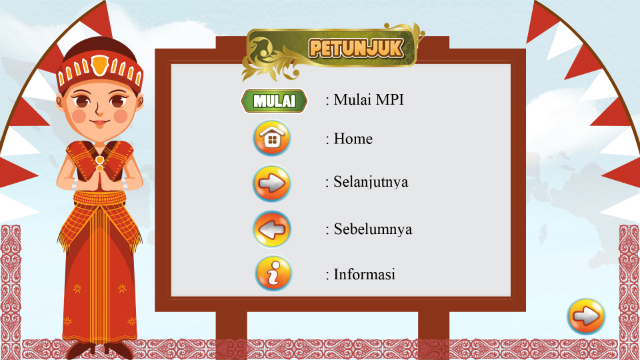 PETUNJUK
MULAI : Mulai MPI
: Home
: Selanjutnya
: Sebelumnya
: Informasi